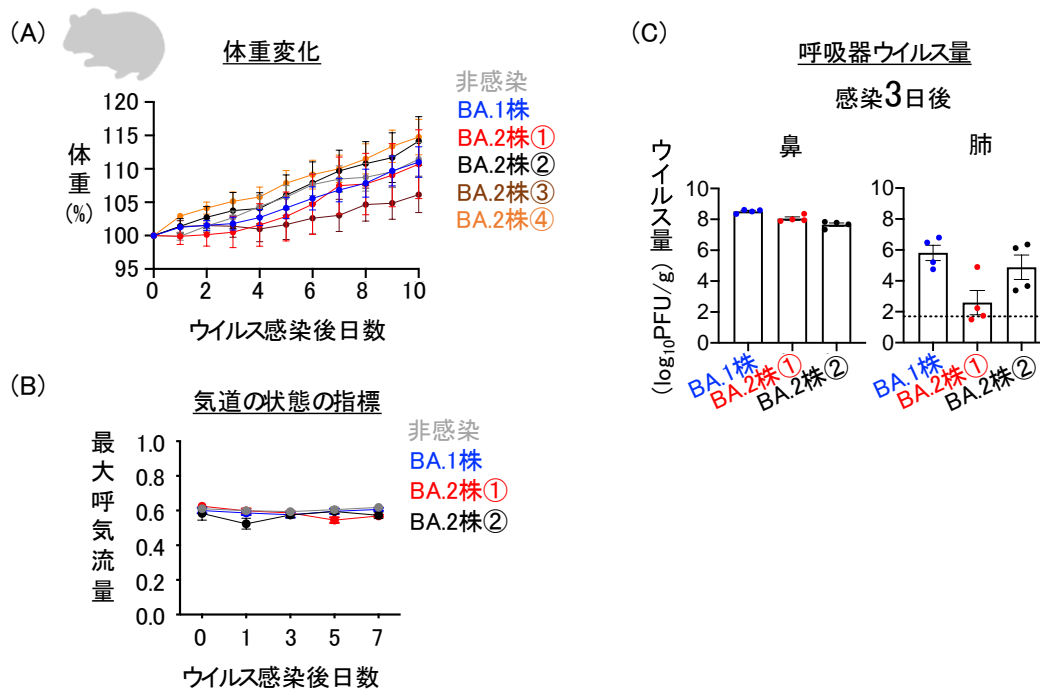 (A)
体重変化
非感染
BA.1株
BA.2株①
BA.2株②
BA.2株③
BA.2株④
体重(%)
120
115
110
105
100
95
0 2 4 6 8 10
ウイルス感染後日数
(B)
気道の状態の指標
非感染
BA.1株
BA.2株①
BA.2株②
最大呼気流量
1.0
0.8
0.6
0.4
0.2
0.0
0 1 3 5 7
ウイルス感染後日数
(C)
呼吸器ウイルス量
感染3日後
ウイルス量(log₁₀PFU/g)
鼻
10
8
6
4
2
0
BA.1株
BA.2株①
BA.2株②
肺
10
8
6
4
2
0
BA.1株
BA.2株①
BA.2株②